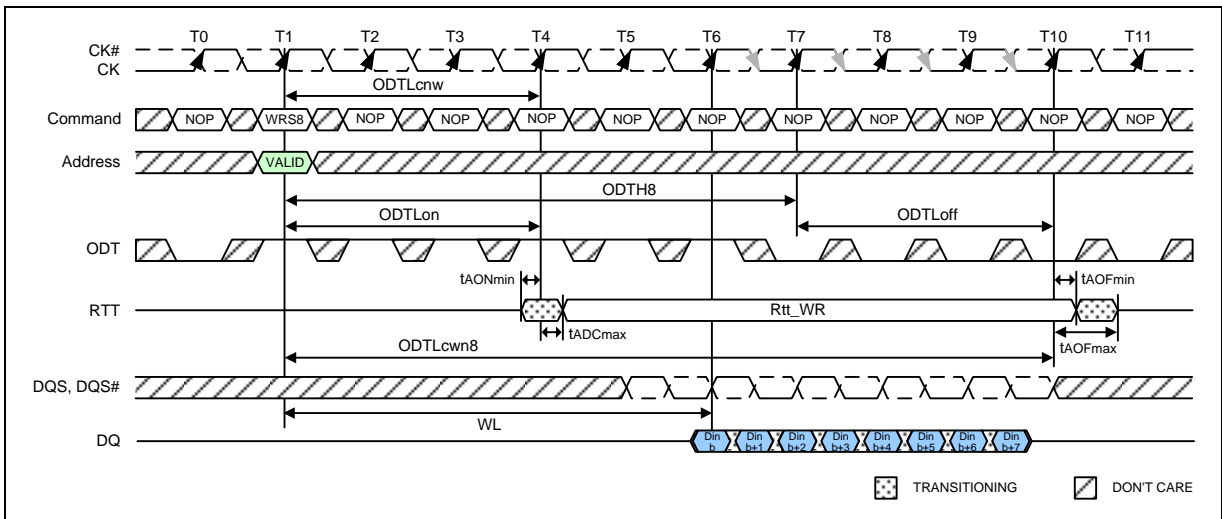 T0 T1 T2 T3 T4 T5 T6 T7 T8 T9 T10 T11
CK#
CK
ODTLcnw
Command NOP WRS8 NOP NOP NOP NOP NOP NOP NOP NOP NOP NOP
Address VALID
ODTH8
ODTLon ODTLoff
ODT
tAONmin tAOFmin
RTT Rtt_WR
tADCmax tAOFmax
ODTLcwn8
DQS, DQS#
WL
DQ Din b Din b+1 Din b+2 Din b+3 Din b+4 Din b+5 Din b+6 Din b+7
TRANSITIONING DON'T CARE